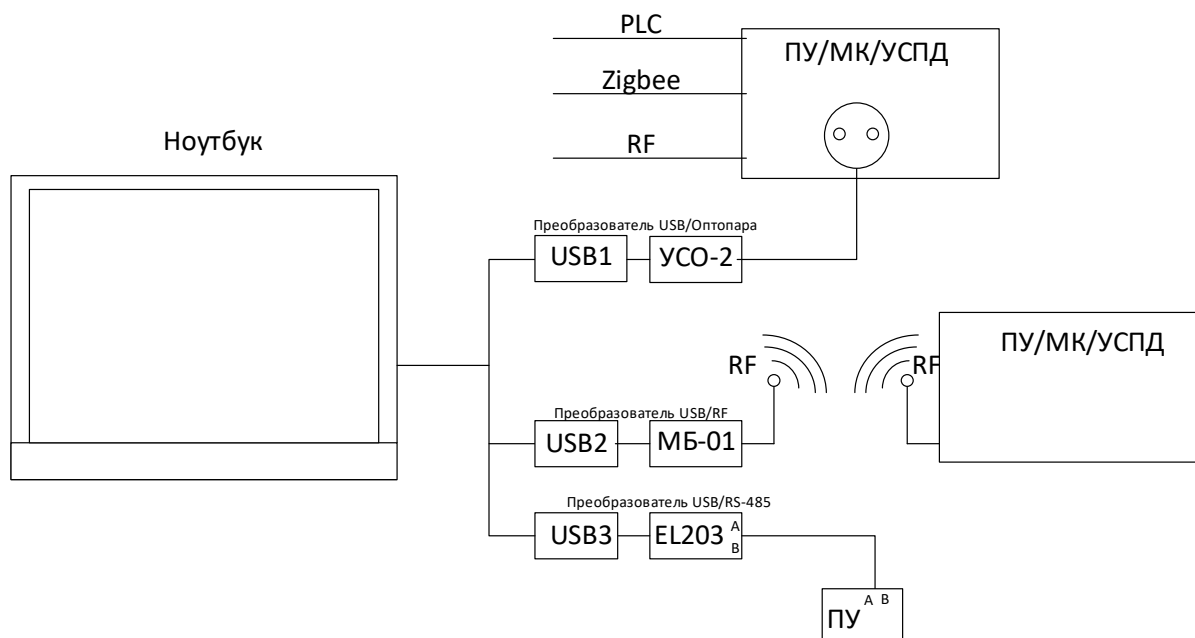 PLC
ПУ/МК/УСПД
Zigbee
RF
Ноутбук
Преобразователь USB/Оптопара
USB1
УСО-2
ПУ/МК/УСПД
RF
RF
Преобразователь USB/RF
USB2
МБ-01
Преобразователь USB/RS-485
USB3
EL203
A
B
A B
ПУ